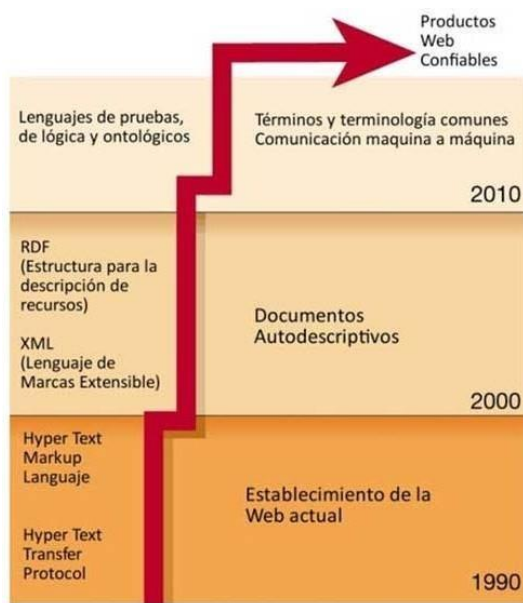 Productos
Web
Confiables
Lenguajes de pruebas,
de lógica y ontológicos
Términos y terminología comunes
Comunicación maquina a máquina
2010
RDF
(Estructura para la
descripción de
recursos)
XML
(Lenguaje de
Marcas Extensible)
Documentos
Autodescriptivos
2000
Hyper Text
Markup
Languaje
Hyper Text
Transfer
Protocol
Establecimiento de la
Web actual
1990